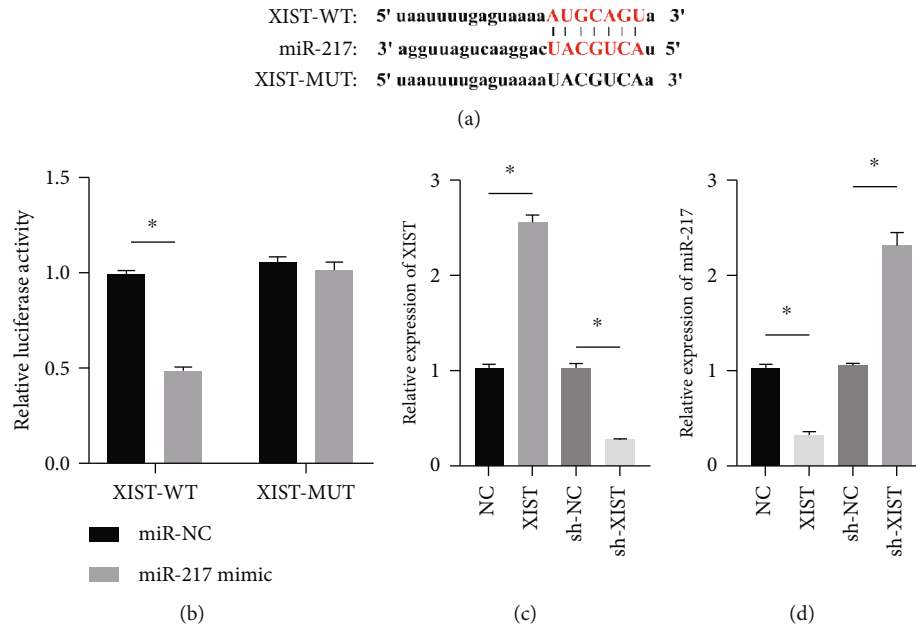 XIST-WT: 5' uaauuuugaguaaaaAUGCAGUa 3'
miR-217: 3' agguuagucaaggacUACGUCAu 5'
XIST-MUT: 5' uaauuuugaguaaaaUACGUCAa 3'
(a)
Relative luciferase activity
1.5
1.0
0.5
0.0
*
XIST-WT XIST-MUT
miR-NC
miR-217 mimic
(b)
Relative expression of XIST
3
2
1
0
*
*
NC
XIST
sh-NC
sh-XIST
(c)
Relative expression of miR-217
3
2
1
0
*
*
NC
XIST
sh-NC
sh-XIST
(d)